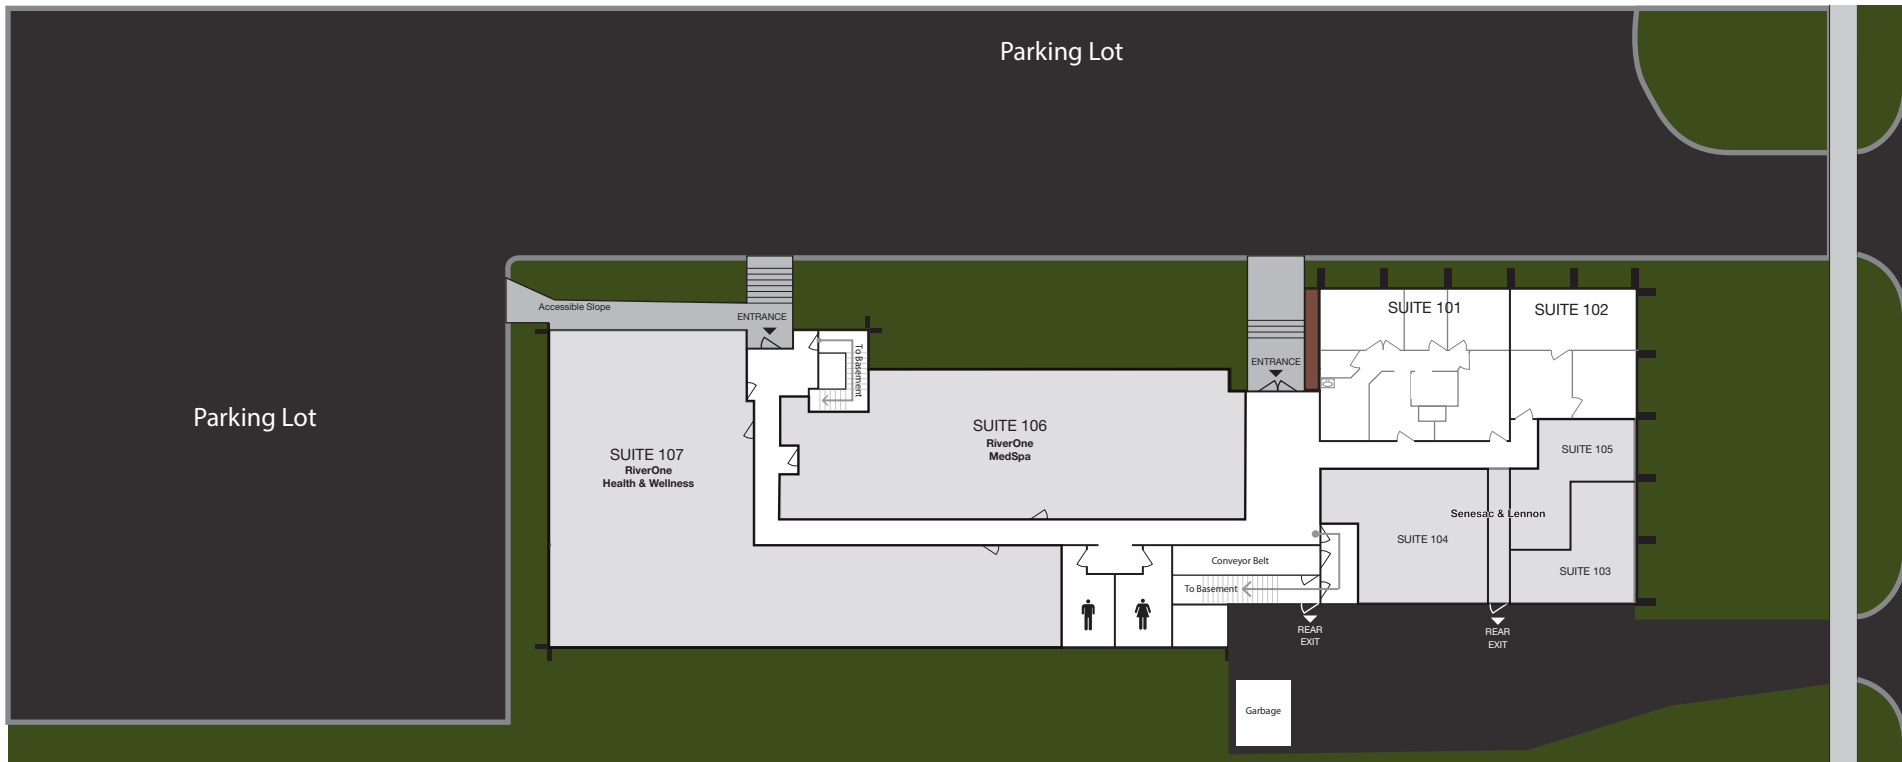 Parking Lot
Parking Lot
Accessible Slope
ENTRANCE
To Basement
ENTRANCE
SUITE 101
SUITE 102
SUITE 107
RiverOne
Health & Wellness
SUITE 106
RiverOne
MedSpa
SUITE 105
Senesac & Lennon
SUITE 104
SUITE 103
Conveyor Belt
To Basement
REAR
EXIT
REAR
EXIT
Garbage